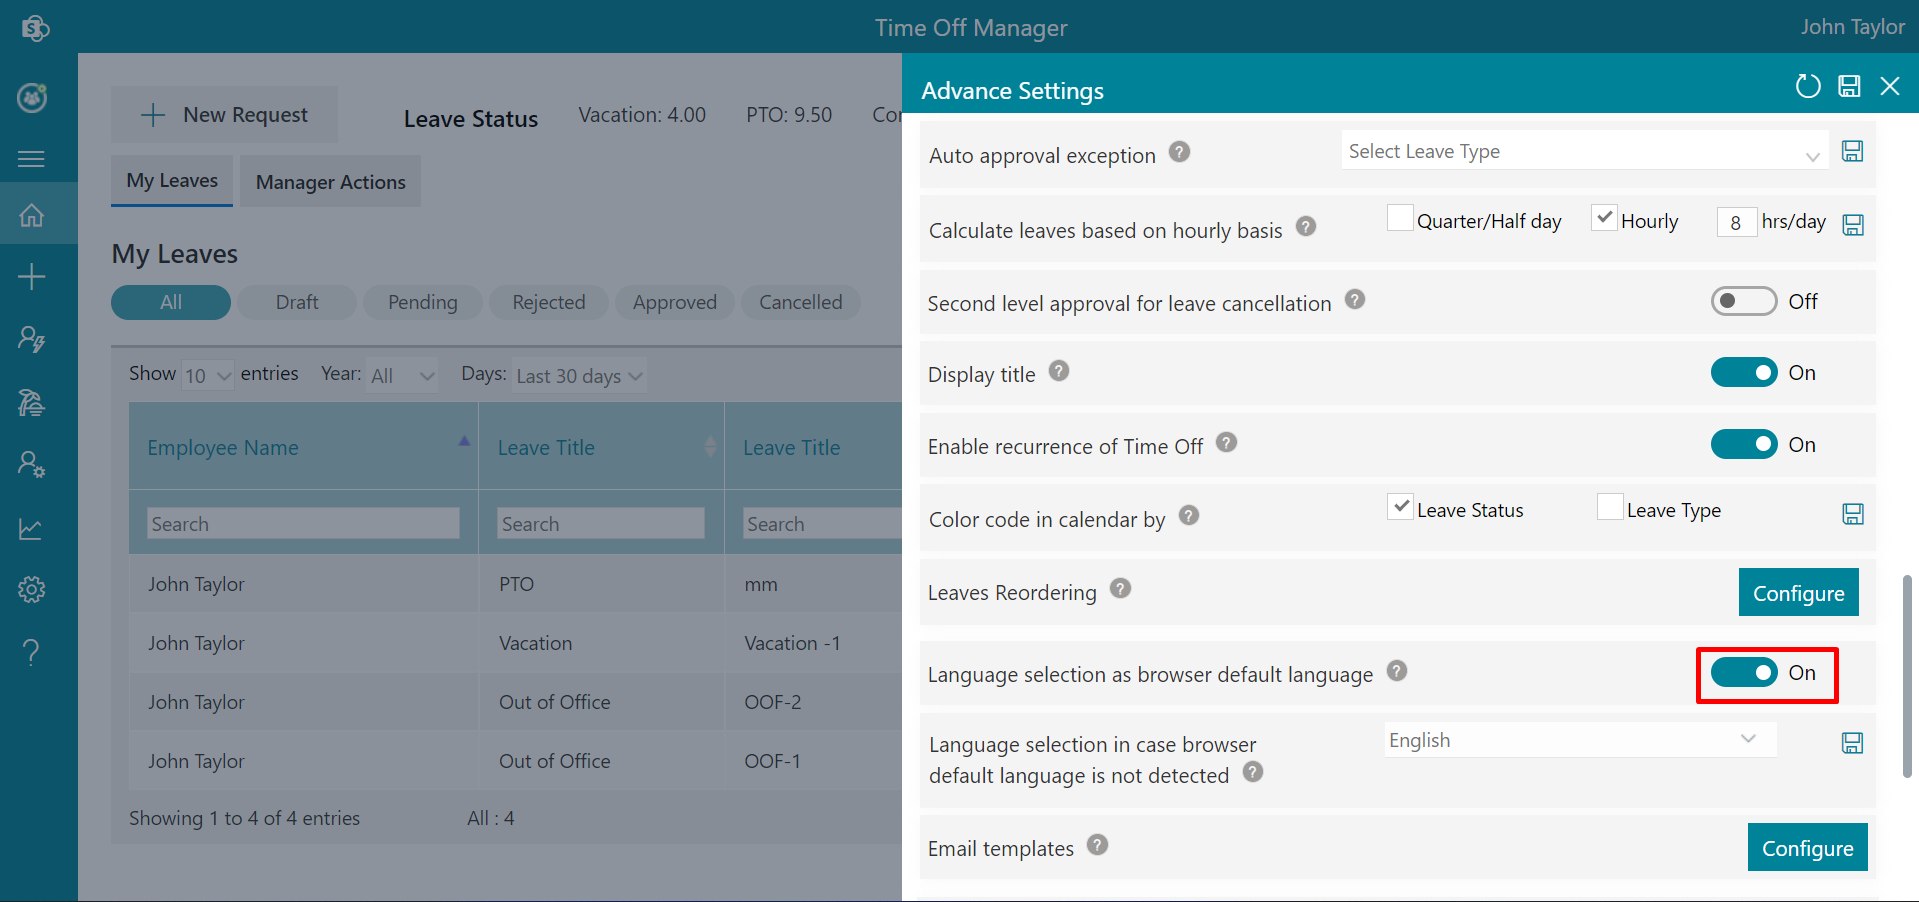 Time Off Manager
John Taylor
New Request
Leave Status
Vacation: 4.00
PTO: 9.50
Cor
My Leaves
Manager Actions
My Leaves
All
Draft
Pending
Rejected
Approved
Cancelled
Show 10 entries
Year: All
Days: Last 30 days
Employee Name
Leave Title
Leave Title
Search
Search
Search
John Taylor
PTO
mm
John Taylor
Vacation
Vacation -1
John Taylor
Out of Office
OOF-2
John Taylor
Out of Office
OOF-1
Showing 1 to 4 of 4 entries
All : 4
Advance Settings
Auto approval exception ?
Select Leave Type
Calculate leaves based on hourly basis ?
Quarter/Half day
Hourly
8 hrs/day
Second level approval for leave cancellation ?
Off
Display title ?
On
Enable recurrence of Time Off ?
On
Color code in calendar by ?
Leave Status
Leave Type
Leaves Reordering ?
Configure
Language selection as browser default language ?
On
Language selection in case browser
default language is not detected ?
English
Email templates ?
Configure